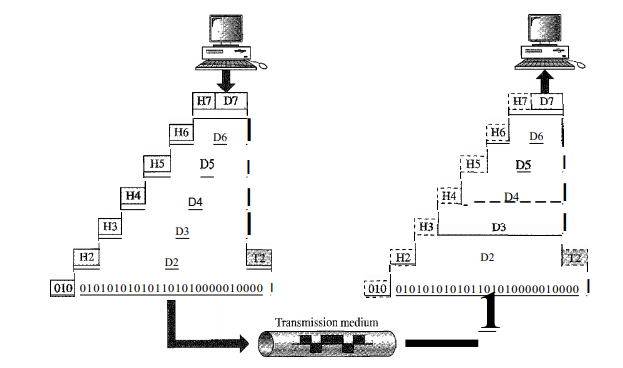 H7 D7 H7 D7
H6 D6 H6 D6
H5 D5 H5 D5
H4 D4 H4 D4
H3 D3 H3 D3
H2 D2 T2 H2 D2 T2
010 010101010101101010000010000 010 010101010101101010000010000
1
Transmission medium